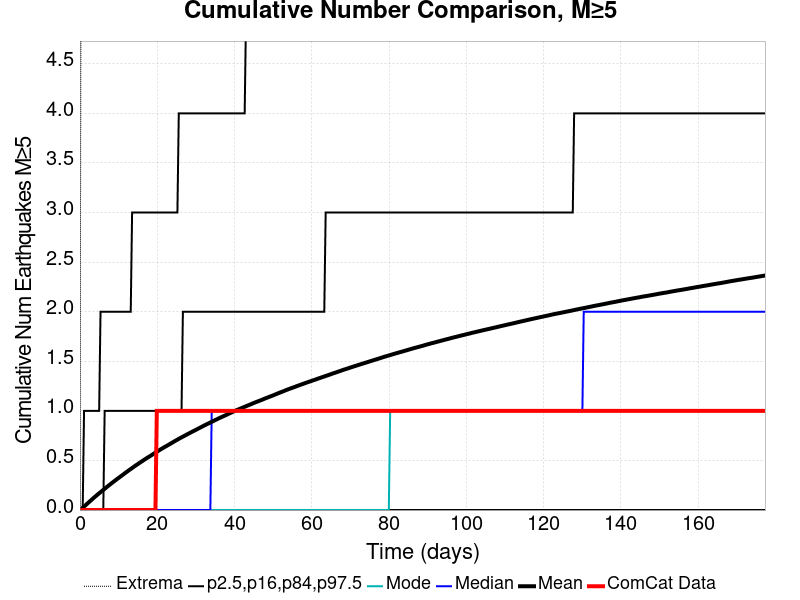 Cumulative Number Comparison, M≥5
Cumulative Num Earthquakes M≥5
4.5
4.0
3.5
3.0
2.5
2.0
1.5
1.0
0.5
0.0
0 20 40 60 80 100 120 140 160
Time (days)
Extrema p2.5,p16,p84,p97.5 Mode Median Mean ComCat Data